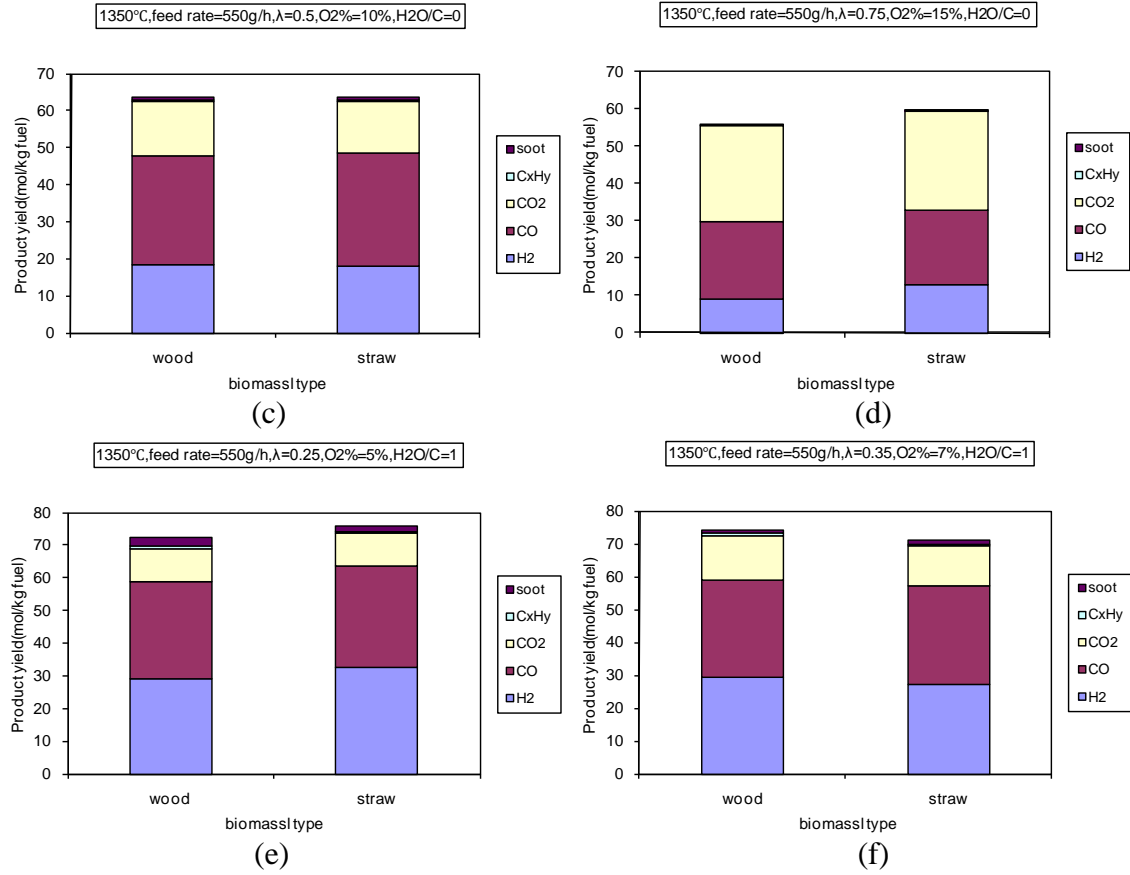 1350℃,feed rate=550g/h,λ=0.5,O2%=10%,H2O/C=0
Product yield(mol/kg fuel)
70
60
50
40
30
20
10
0
wood straw
biomassl type
soot
CxHy
CO2
CO
H2
(c)
1350℃,feed rate=550g/h,λ=0.75,O2%=15%,H2O/C=0
Product yield(mol/kg fuel)
70
60
50
40
30
20
10
0
wood straw
biomassl type
soot
CxHy
CO2
CO
H2
(d)
1350℃,feed rate=550g/h,λ=0.25,O2%=5%,H2O/C=1
Product yield(mol/kg fuel)
80
70
60
50
40
30
20
10
0
wood straw
biomassl type
soot
CxHy
CO2
CO
H2
(e)
1350℃,feed rate=550g/h,λ=0.35,O2%=7%,H2O/C=1
Product yield(mol/kg fuel)
80
70
60
50
40
30
20
10
0
wood straw
biomassl type
soot
CxHy
CO2
CO
H2
(f)